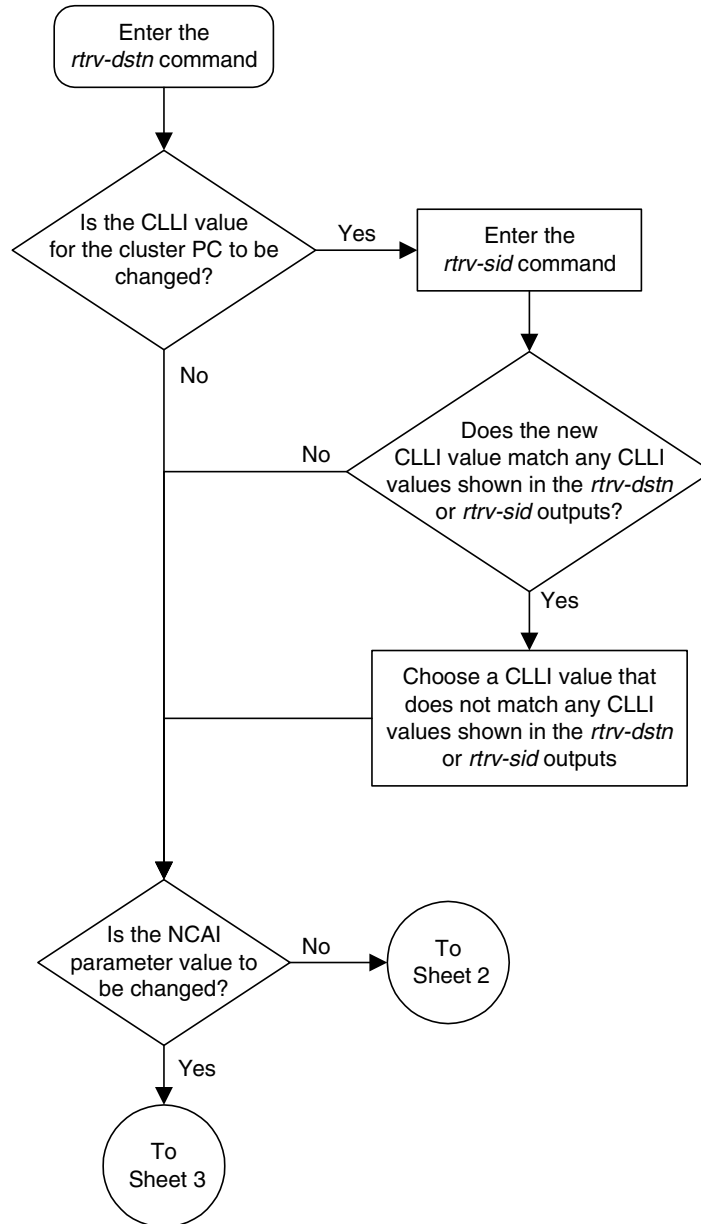 Enter the
rtrv-dstn command
Is the CLLI value
for the cluster PC to be
changed?
Yes
Enter the
rtrv-sid command
No
Does the new
CLLI value match any CLLI
values shown in the rtrv-dstn
or rtrv-sid outputs?
No
Yes
Choose a CLLI value that
does not match any CLLI
values shown in the rtrv-dstn
or rtrv-sid outputs
Is the NCAI
parameter value to
be changed?
No
To
Sheet 2
Yes
To
Sheet 3